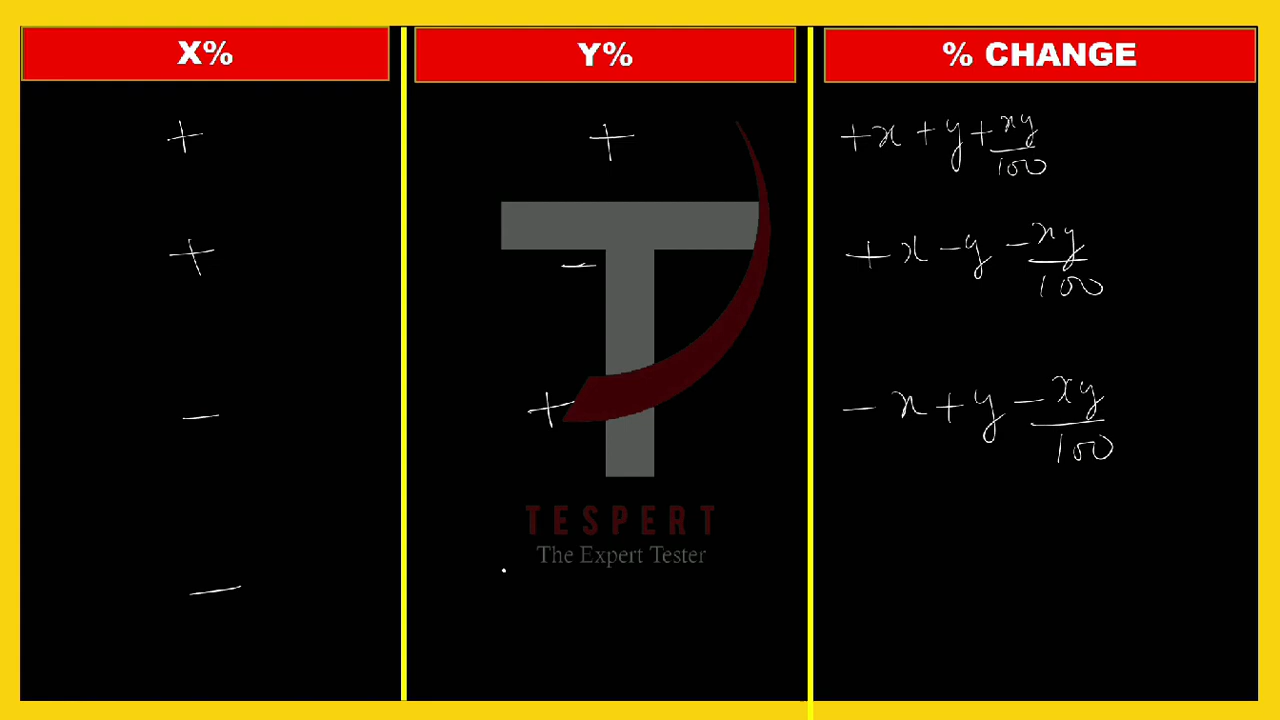 X% Y% % CHANGE
+ + +x +y +xy/100
+ - +x -y -xy/100
- + -x +y -xy/100
TESPERT
The Expert Tester
-